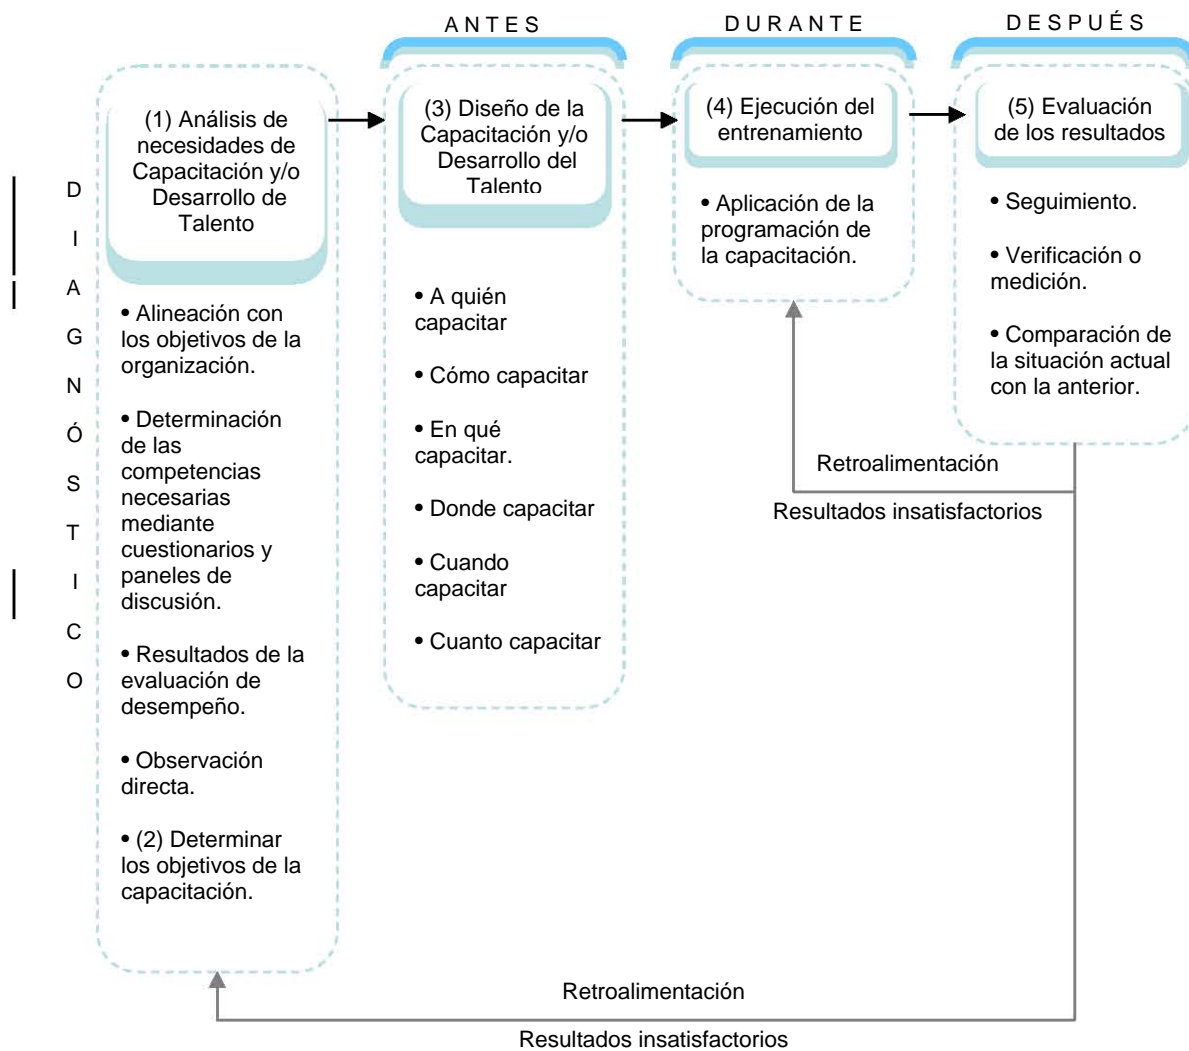 A N T E S
D U R A N T E
D E S P U É S
D
I
A
G
N
Ó
S
T
I
C
O
(1) Análisis de
necesidades de
Capacitación y/o
Desarrollo de
Talento
• Alineación con
los objetivos de la
organización.
• Determinación
de las
competencias
necesarias
mediante
cuestionarios y
paneles de
discusión.
• Resultados de la
evaluación de
desempeño.
• Observación
directa.
• (2) Determinar
los objetivos de la
capacitación.
(3) Diseño de la
Capacitación y/o
Desarrollo del
Talento
• A quién
capacitar
• Cómo capacitar
• En qué
capacitar.
• Donde capacitar
• Cuando
capacitar
• Cuanto capacitar
(4) Ejecución del
entrenamiento
• Aplicación de la
programación de
la capacitación.
(5) Evaluación
de los resultados
• Seguimiento.
• Verificación o
medición.
• Comparación de
la situación actual
con la anterior.
Retroalimentación
Resultados insatisfactorios
Retroalimentación
Resultados insatisfactorios